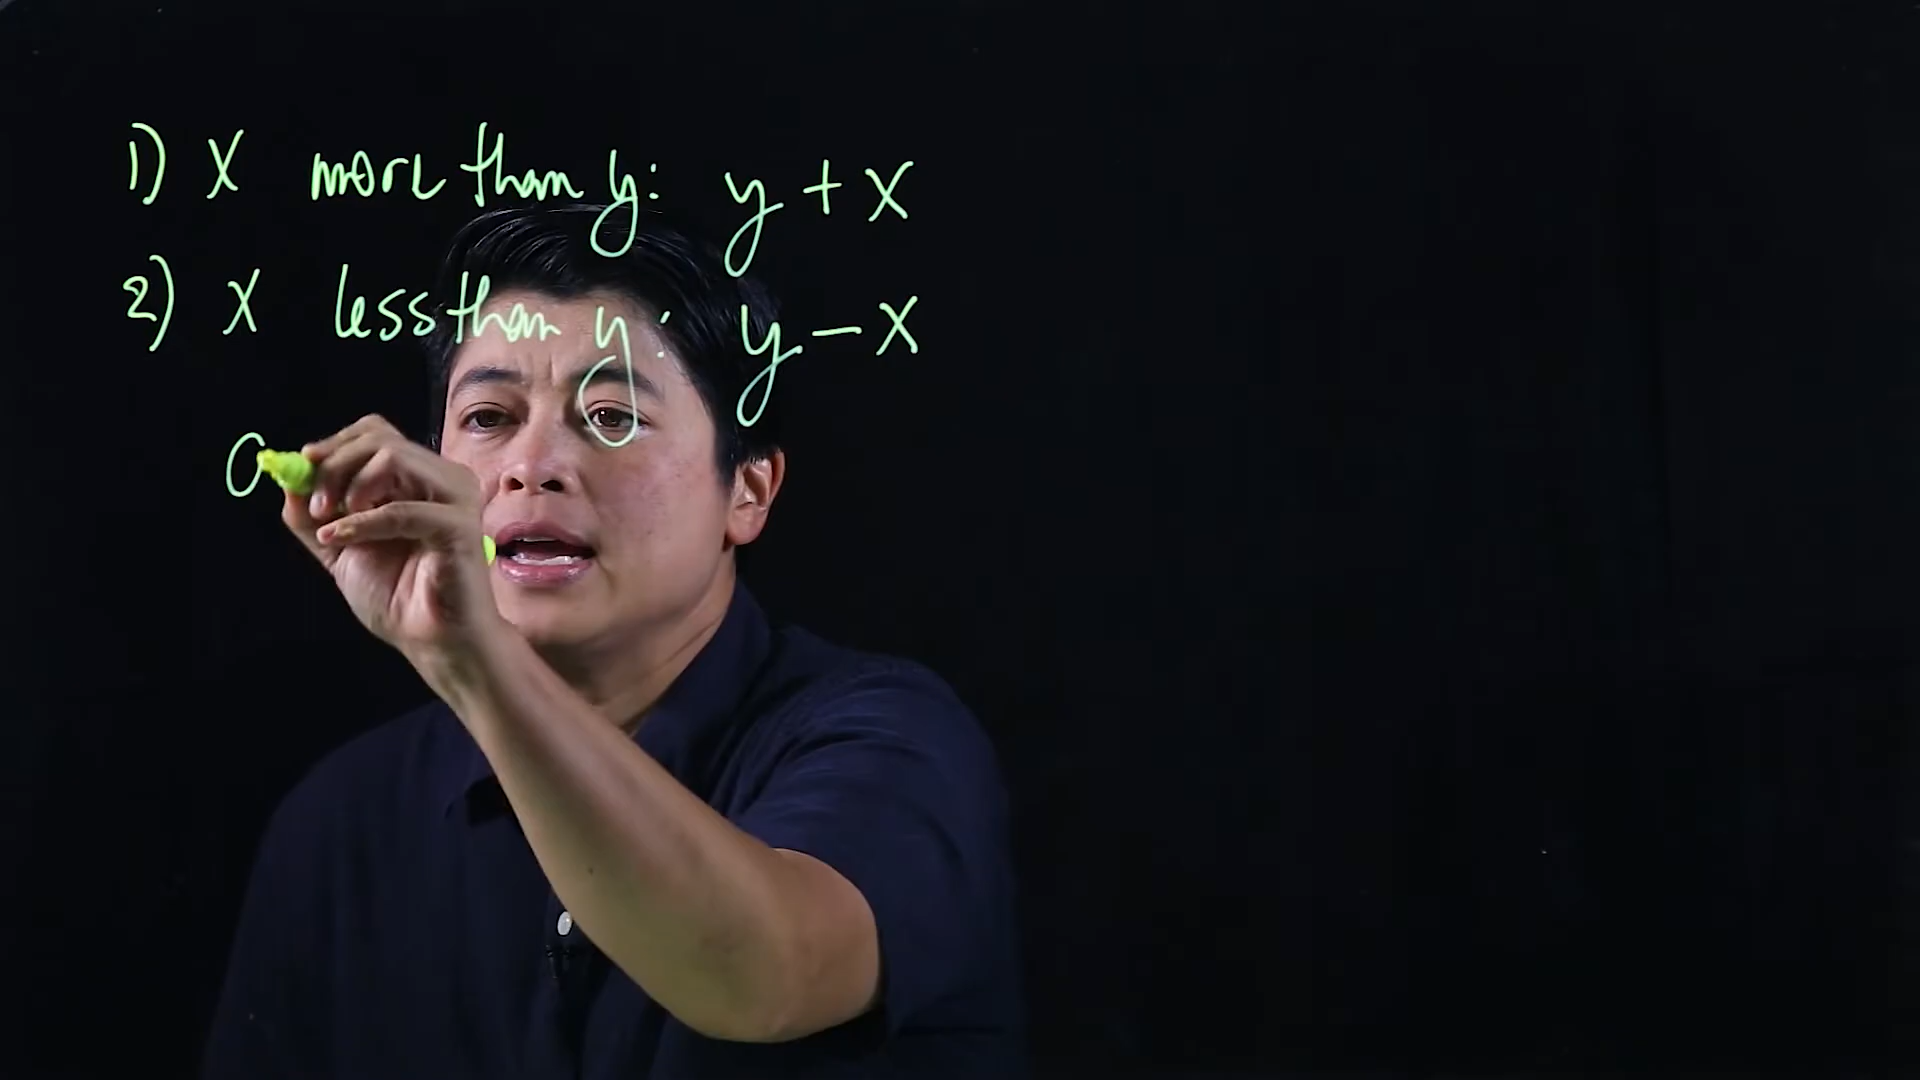 1) X more than y: y + X
2) X less than y: y - X
a